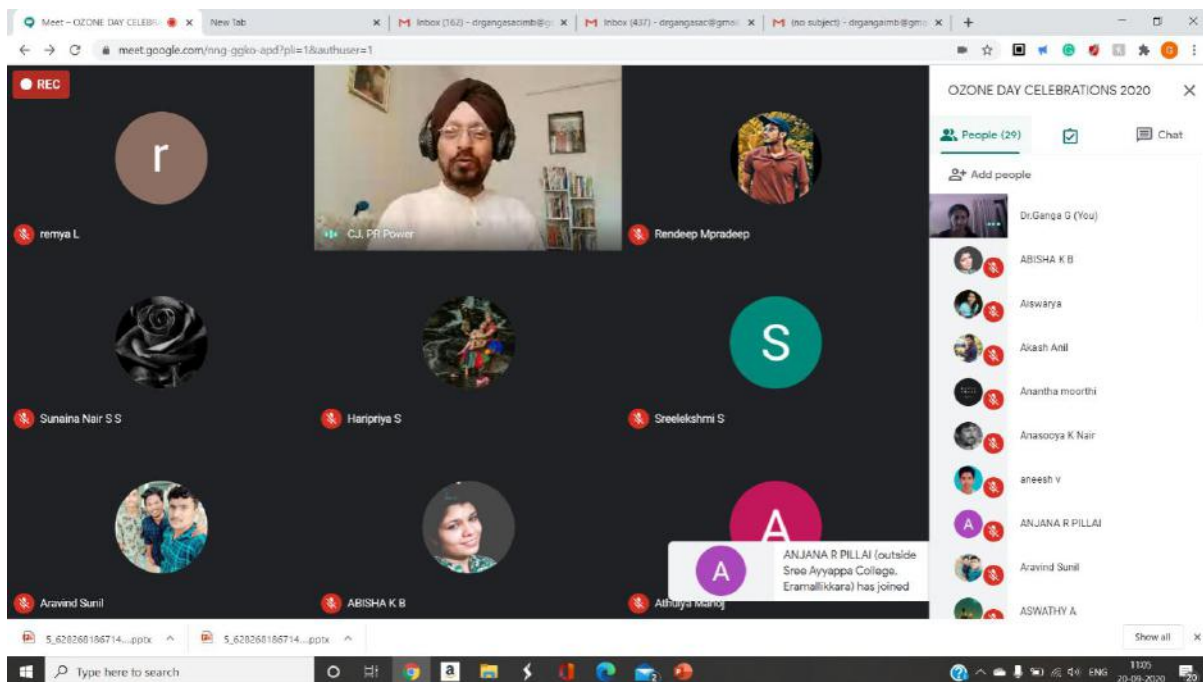 Meet – OZONE DAY CELEBR
New Tab
Inbox (162) - drgangasacimb@g
Inbox (437) - drgangasac@gmai
(no subject) - drgangaimb@gm
meet.google.com/nng-ggko-apd?pli=1&authuser=1
REC
r
remya L
CJ, PR Power
Rendeep Mpradeep
Sunaina Nair S S
Haripriya S
S
Sreelekshmi S
Aravind Sunil
ABISHA K B
A
Athulya Manoj
A
ANJANA R PILLAI (outside
Sree Ayyappa College,
Eramallikkara) has joined
OZONE DAY CELEBRATIONS 2020
People (29)
Chat
Add people
Dr.Ganga G (You)
ABISHA K B
Aiswarya
Akash Anil
Anantha moorthi
Anasooya K Nair
aneesh v
A
ANJANA R PILLAI
Aravind Sunil
ASWATHY A
5_628268186714....pptx
5_628268186714....pptx
Show all
Type here to search
a
ENG
11:05
20-09-2020